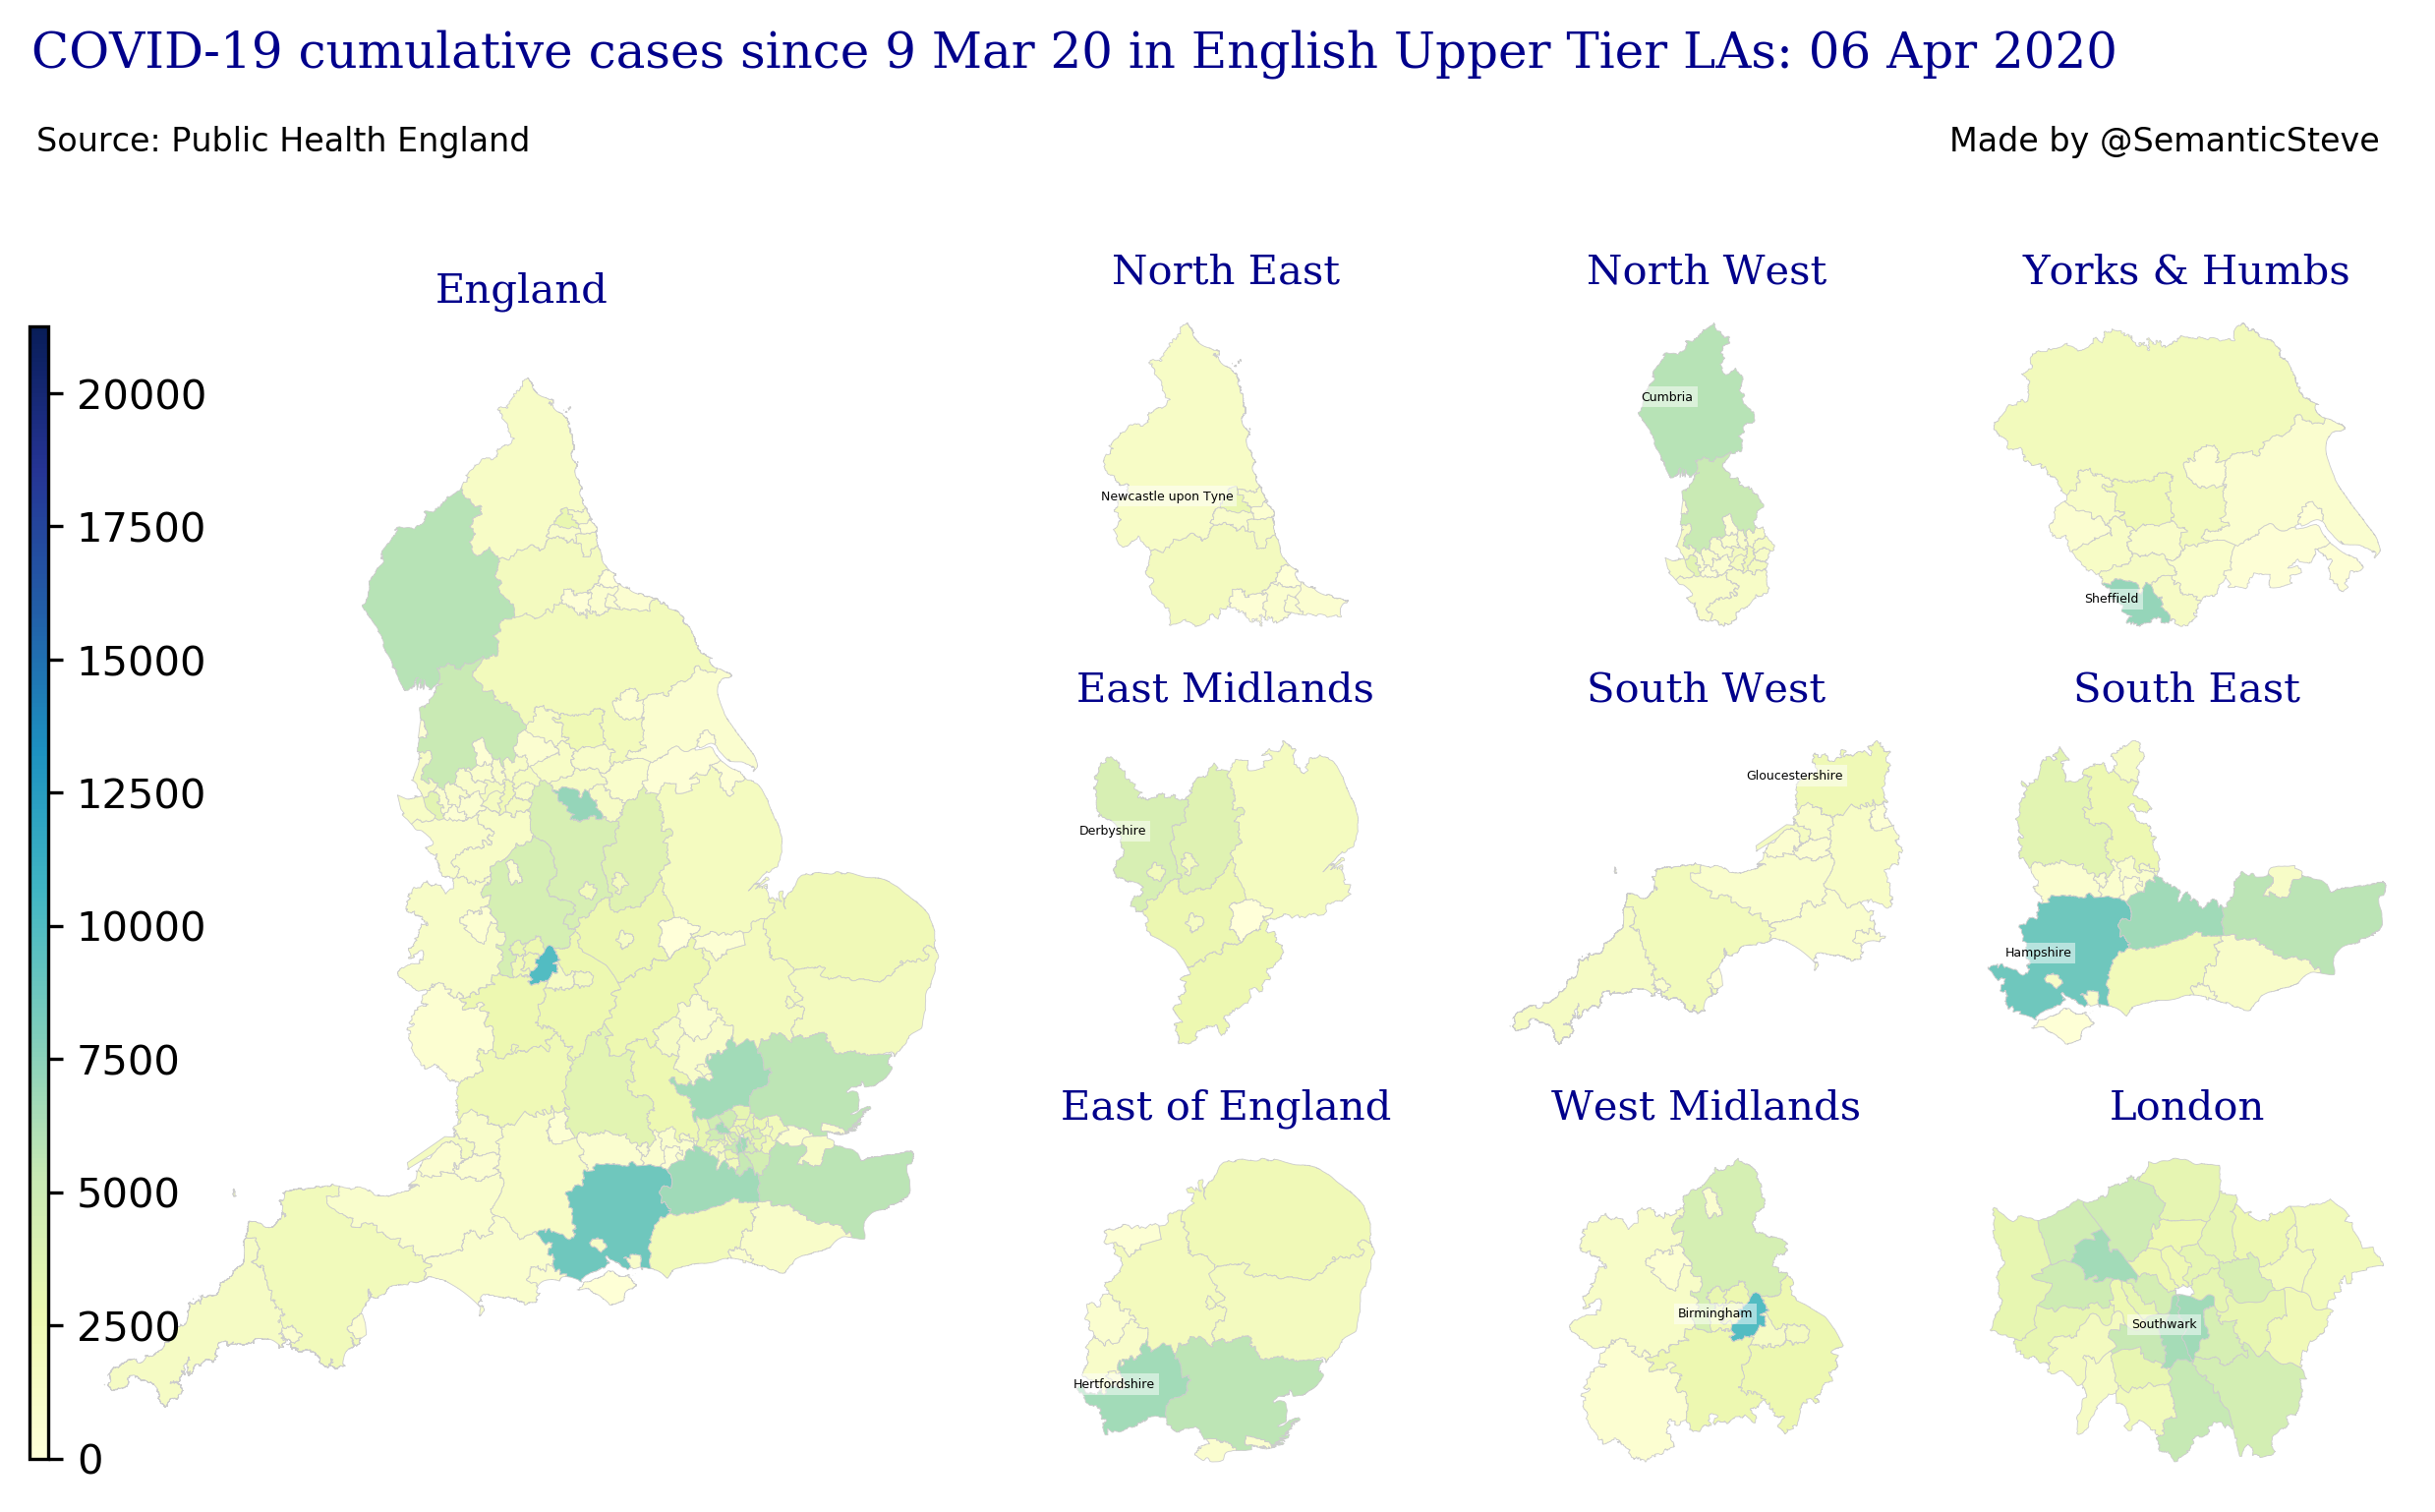 COVID-19 cumulative cases since 9 Mar 20 in English Upper Tier LAs: 06 Apr 2020
Source: Public Health England
Made by @SemanticSteve
England
20000
17500
15000
12500
10000
7500
5000
2500
0
North East
Newcastle upon Tyne
North West
Cumbria
Yorks & Humbs
Sheffield
East Midlands
Derbyshire
South West
Gloucestershire
South East
Hampshire
East of England
Hertfordshire
West Midlands
Birmingham
London
Southwark